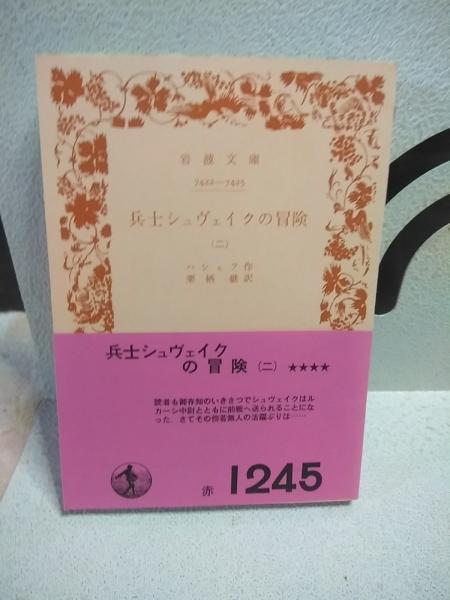 岩波文庫
7422—7425
兵士シュヴェイクの冒険
(二)
ハシェク作
栗栖継訳
兵士シュヴェイク
の冒険(二)★★★★
読者も御存知のいきさつでシュヴェイクはル
カーシ中尉とともに前戦へ送られることにな
った．さてその傍若無人の活躍ぶりは……
赤 1245